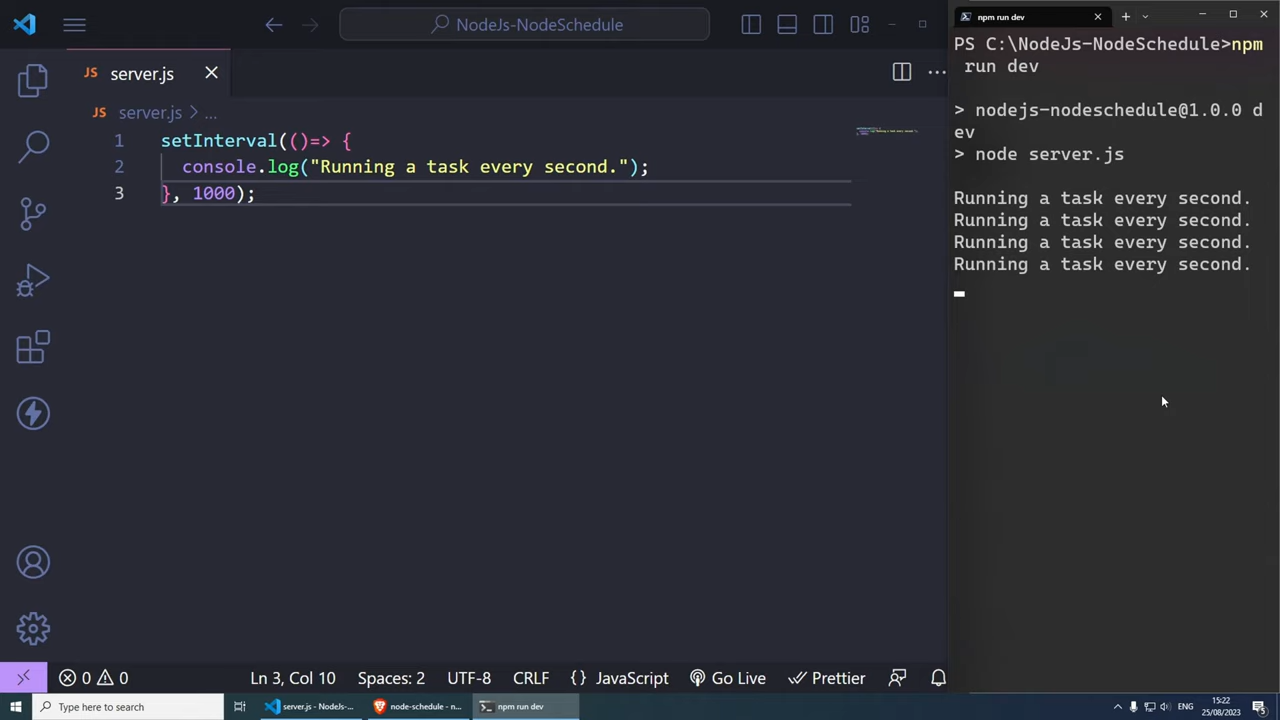 NodeJs-NodeSchedule
JS server.js
JS server.js > ...
1 setInterval(()=> {
2 console.log("Running a task every second.");
3 }, 1000);
0 0 Ln 3, Col 10 Spaces: 2 UTF-8 CRLF {} JavaScript Go Live Prettier
npm run dev
PS C:\NodeJs-NodeSchedule>npm
run dev
> nodejs-nodeschedule@1.0.0 d
ev
> node server.js
Running a task every second.
Running a task every second.
Running a task every second.
Running a task every second.
Type here to search
server.js - NodeJs-...
node-schedule - n...
npm run dev
ENG
15:22
25/08/2023